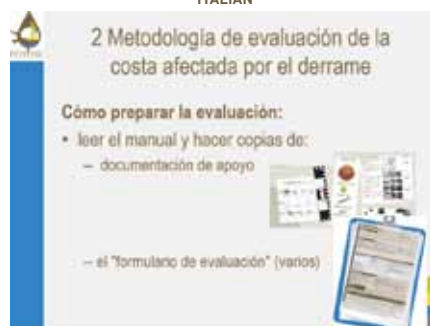 ITALIAN
2 Metodología de evaluación de la
costa afectada por el derrame
Cómo preparar la evaluación:
• leer el manual y hacer copias de:
– documentación de apoyo
– el "formulario de evaluación" (varios)